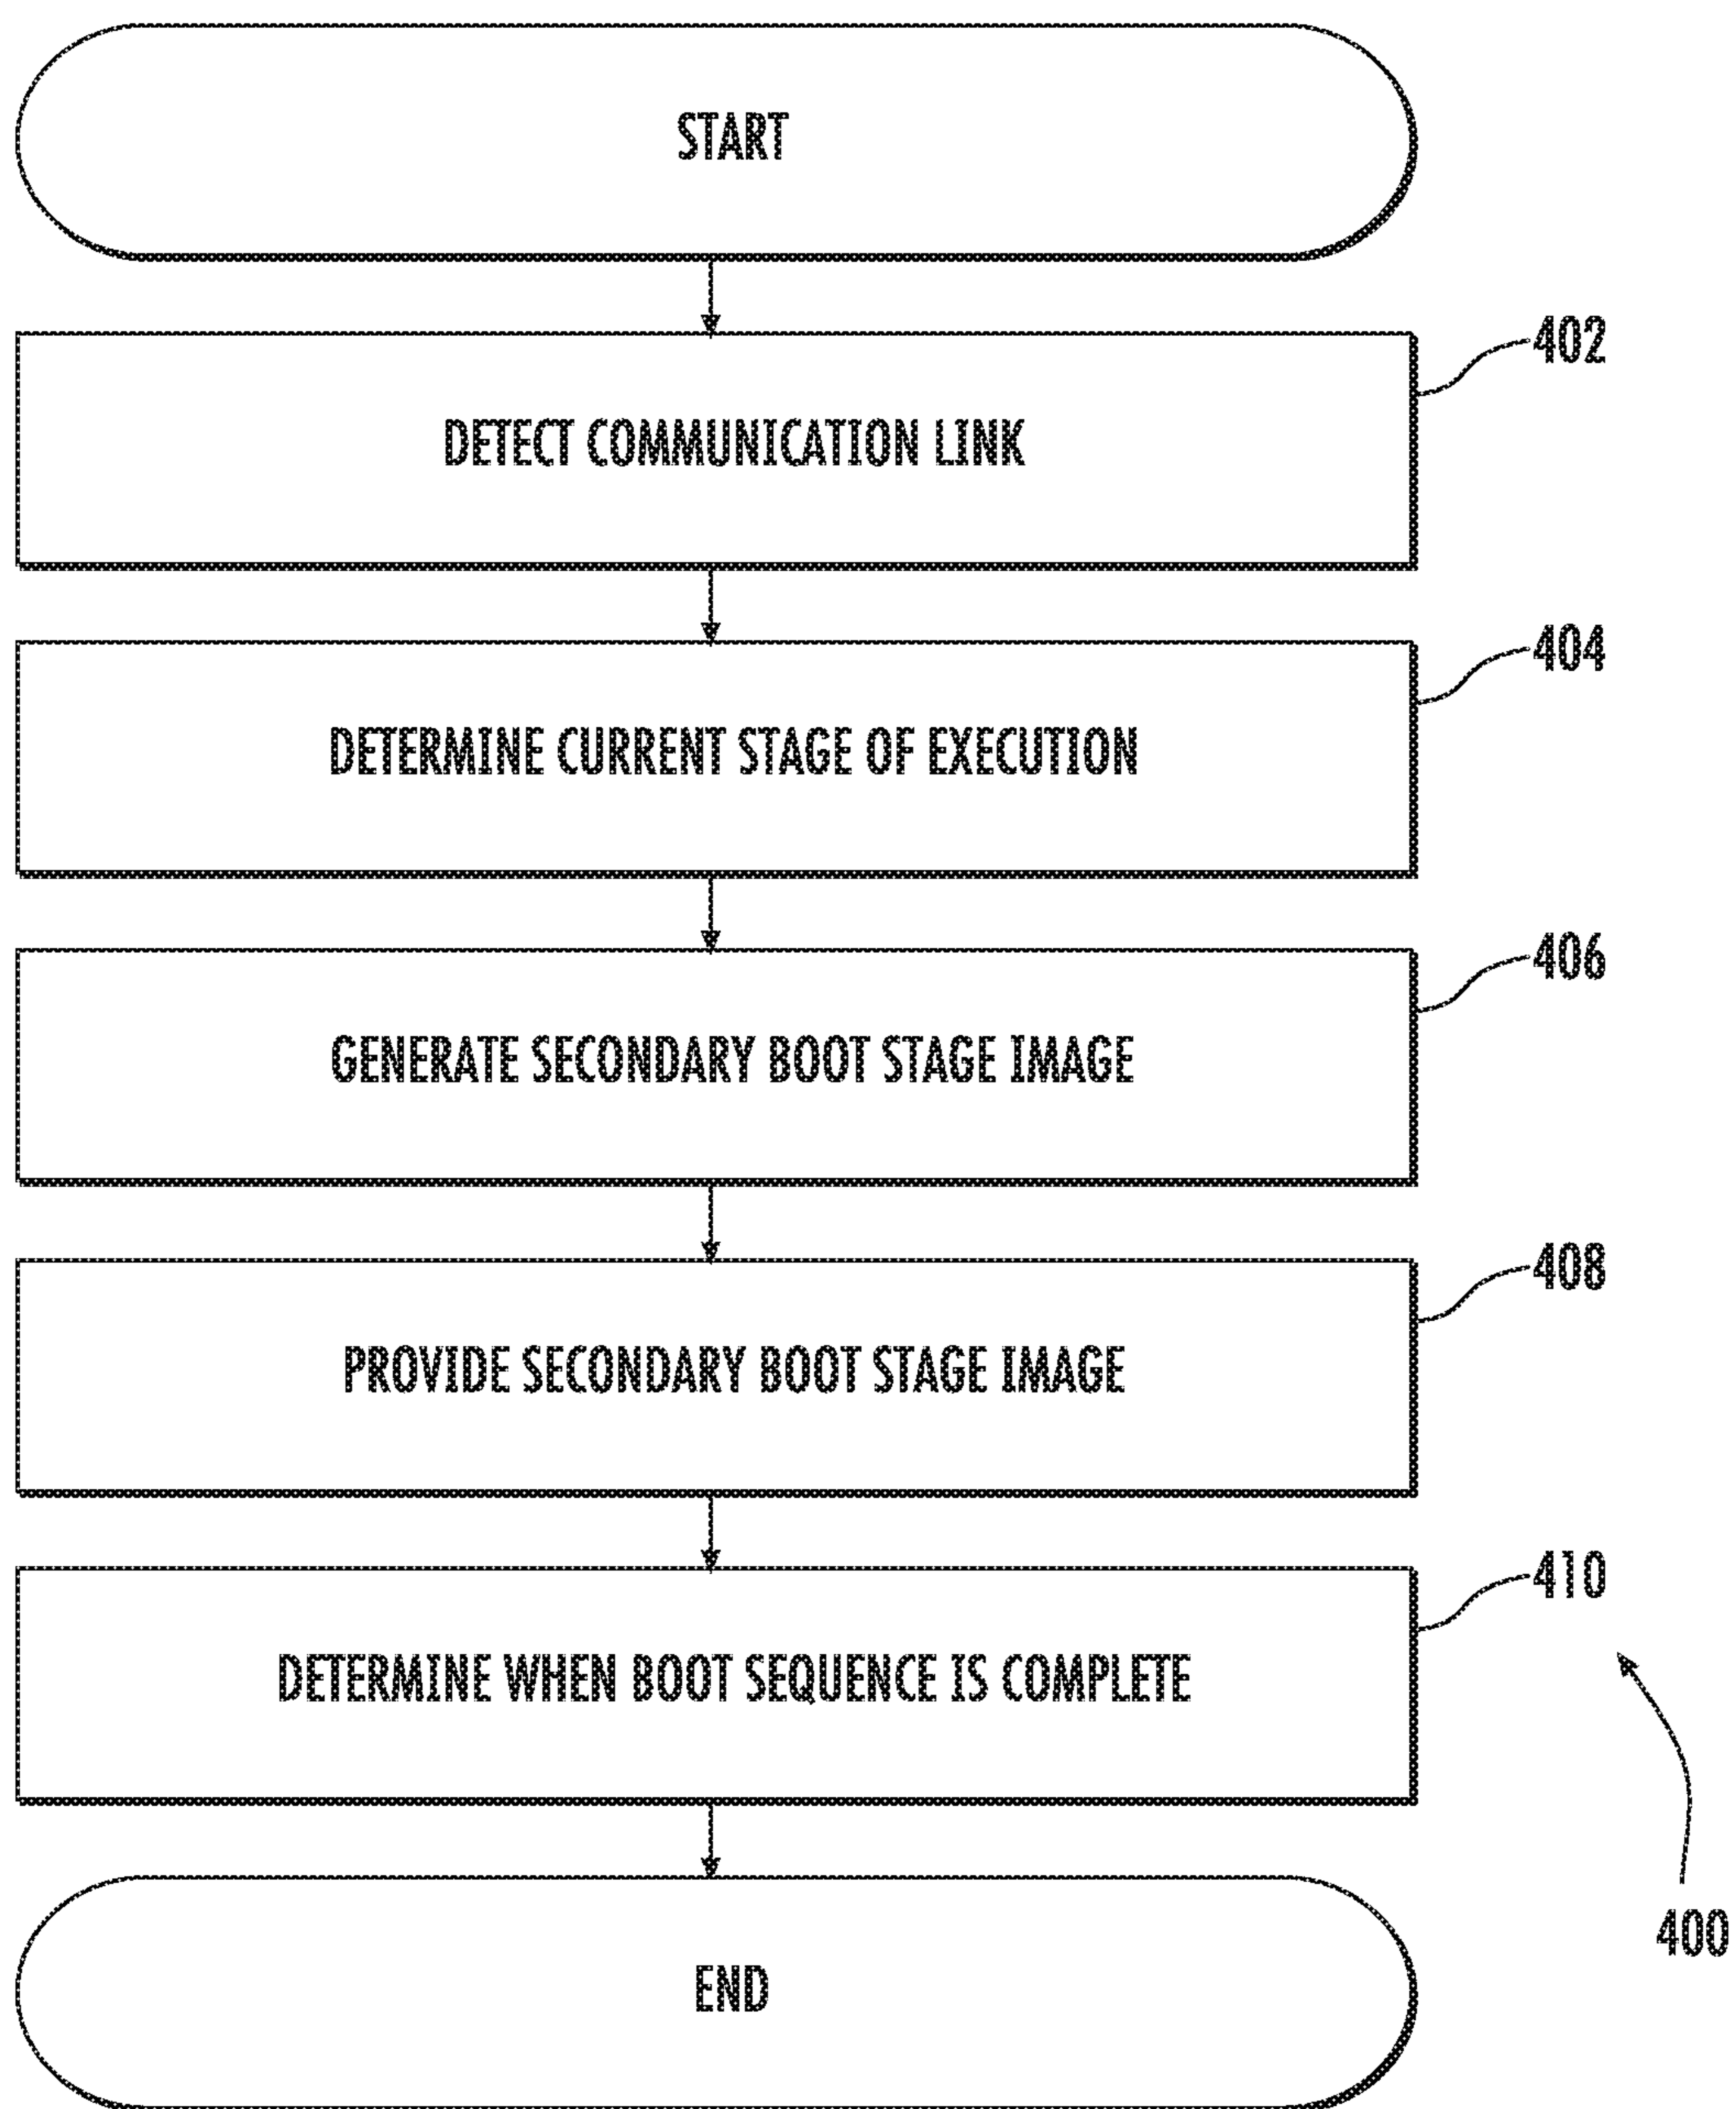 START
402
DETECT COMMUNICATION LINK
404
DETERMINE CURRENT STAGE OF EXECUTION
406
GENERATE SECONDARY BOOT STAGE IMAGE
408
PROVIDE SECONDARY BOOT STAGE IMAGE
410
DETERMINE WHEN BOOT SEQUENCE IS COMPLETE
400
END